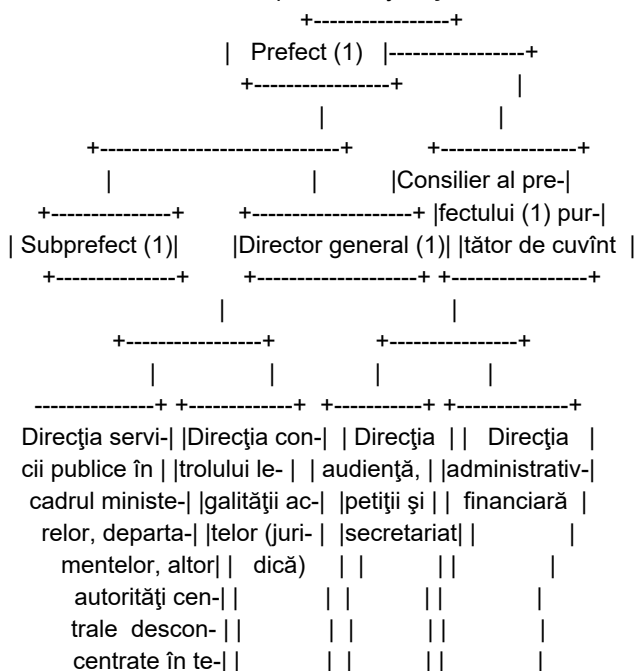 +-----------------+
| Prefect (1) |-----------------+
+-----------------+ |
| |
+------------------------------+ +-----------------+
| | |Consilier al pre-|
+---------------+ +--------------------+ |fectului (1) pur-|
| Subprefect (1)| |Director general (1)| |tător de cuvînt |
+---------------+ +--------------------+ +-----------------+
| |
+-----------------+ +----------------+
| | | |
---------------+ +-------------+ +-----------+ +--------------+
Direcţia servi-| |Direcţia con-| | Direcţia | | Direcţia |
cii publice în | |trolului le- | | audienţă, | |administrativ-|
cadrul ministe-| |galităţii ac-| |petiţii şi | | financiară |
relor, departa-| |telor (juri- | |secretariat| | |
mentelor, altor| | dică) | | | | |
autorităţi cen-| | | | | | |
trale descon- | | | | | | |
centrate în te-| | | | | | |